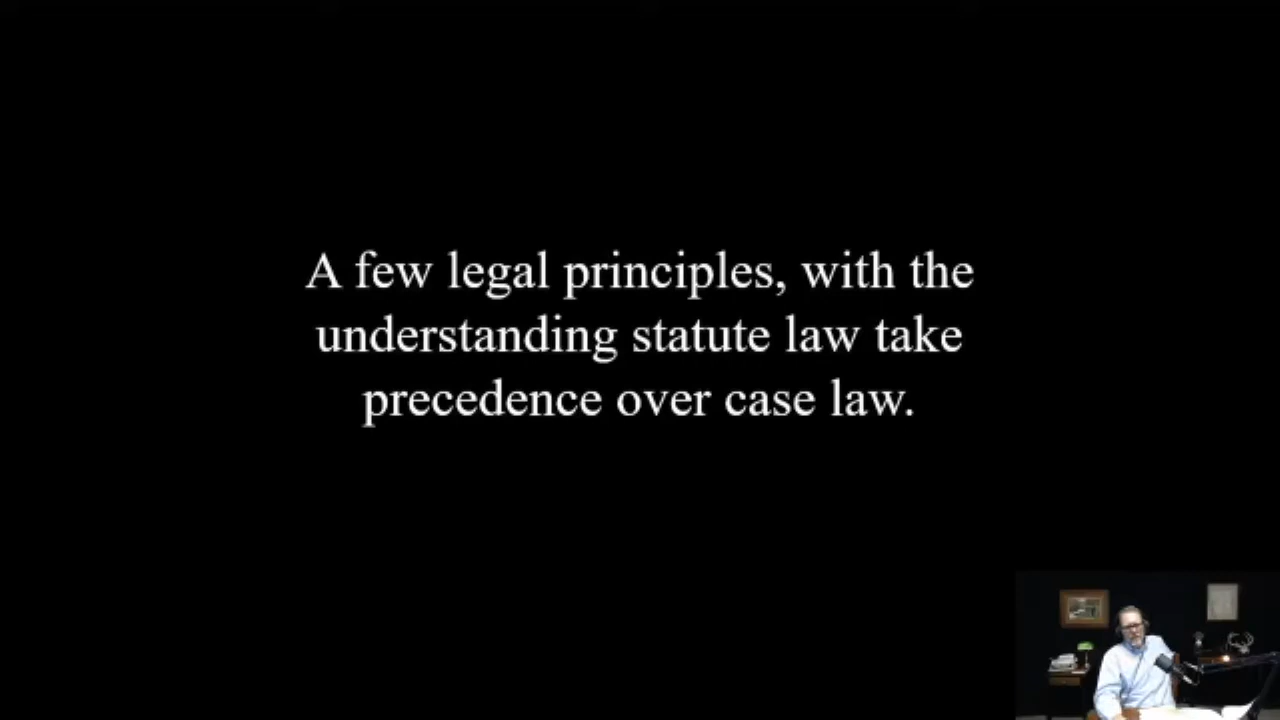 A few legal principles, with the
understanding statute law take
precedence over case law.